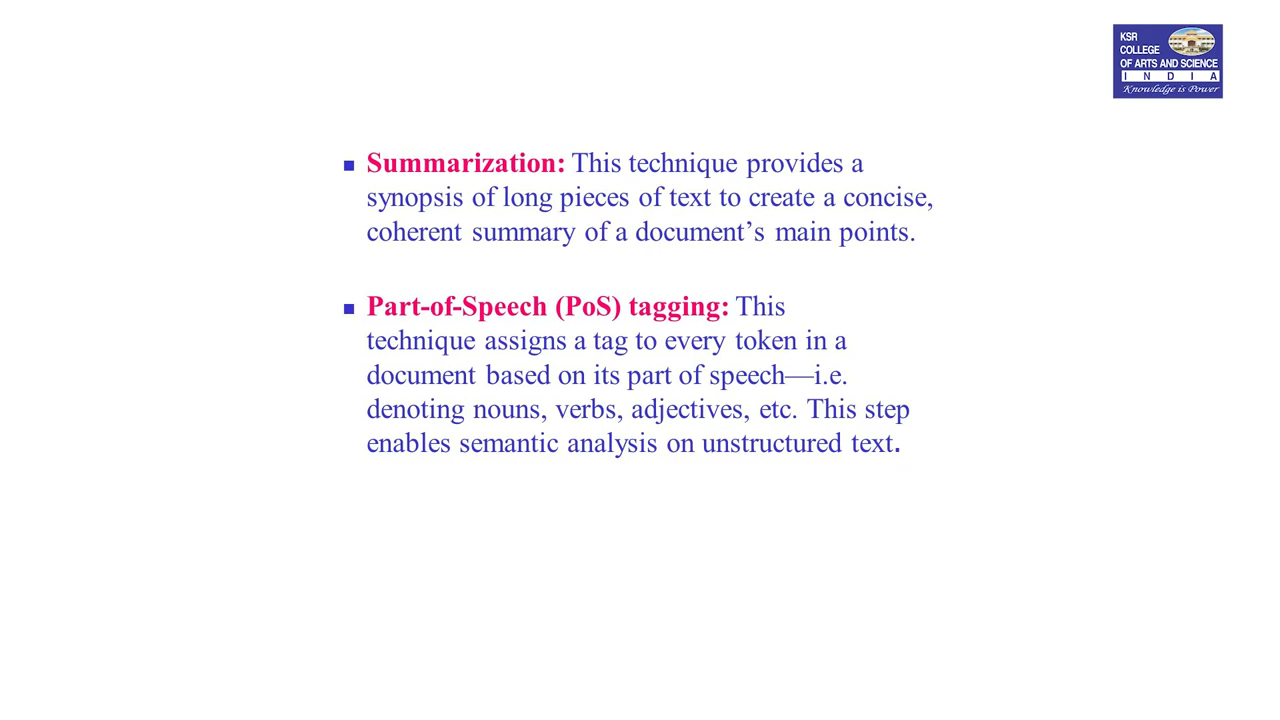 KSR
COLLEGE
OF ARTS AND SCIENCE
I N D I A
Knowledge is Power
Summarization: This technique provides a
synopsis of long pieces of text to create a concise,
coherent summary of a document’s main points.
Part-of-Speech (PoS) tagging: This
technique assigns a tag to every token in a
document based on its part of speech—i.e.
denoting nouns, verbs, adjectives, etc. This step
enables semantic analysis on unstructured text.